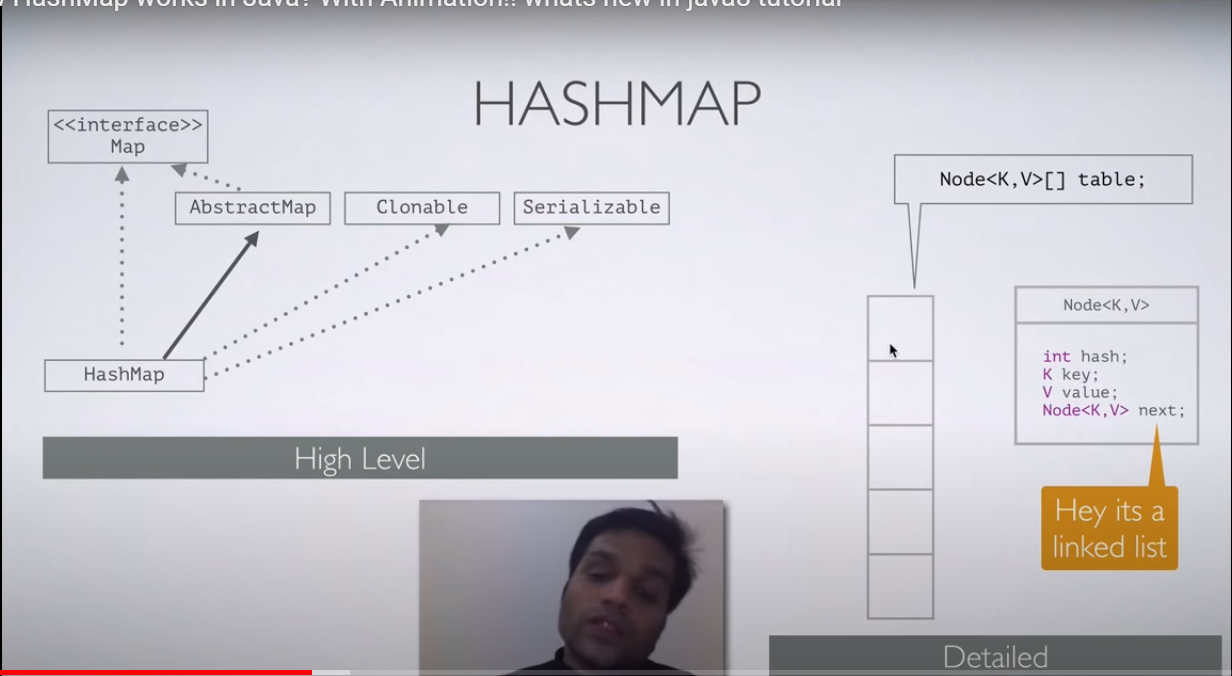 HashMap works in Java? With Animation!! whats new in java8 tutorial
HASHMAP
<<interface>>
Map
AbstractMap
Clonable
Serializable
HashMap
High Level
Node<K,V>[] table;
Node<K,V>
int hash;
K key;
V value;
Node<K,V> next;
Hey its a
linked list
Detailed